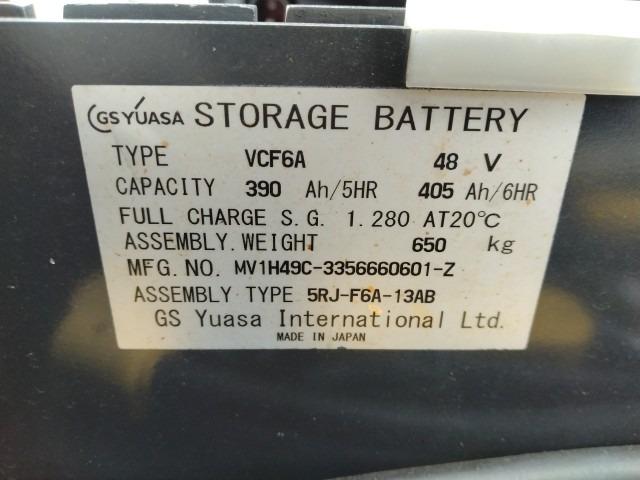 GS YUASA STORAGE BATTERY
TYPE VCF6A 48 V
CAPACITY 390 Ah/5HR 405 Ah/6HR
FULL CHARGE S.G. 1.280 AT20℃
ASSEMBLY.WEIGHT 650 kg
MFG.NO. MV1H49C-3356660601-Z
ASSEMBLY TYPE 5RJ-F6A-13AB
GS Yuasa International Ltd.
MADE IN JAPAN